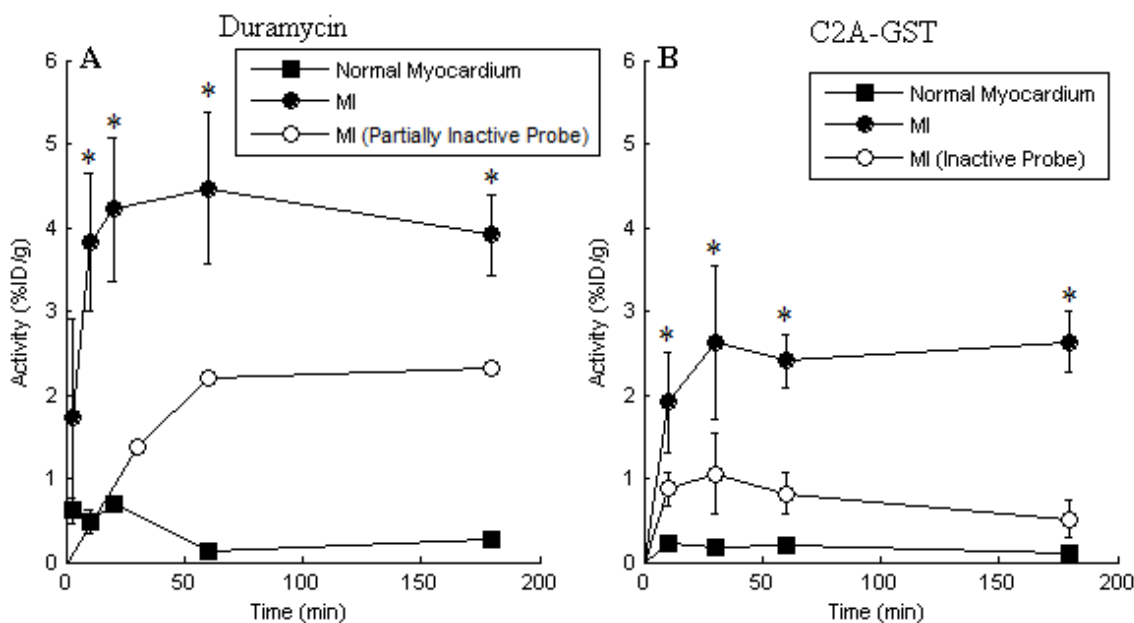 Duramycin
A
Normal Myocardium
MI
MI (Partially Inactive Probe)
*
*
*
*
6
5
4
3
2
1
0
Activity (%ID/g)
0
50
100
150
200
Time (min)
C2A-GST
B
Normal Myocardium
MI
MI (Inactive Probe)
*
*
*
*
6
5
4
3
2
1
0
Activity (%ID/g)
0
50
100
150
200
Time (min)